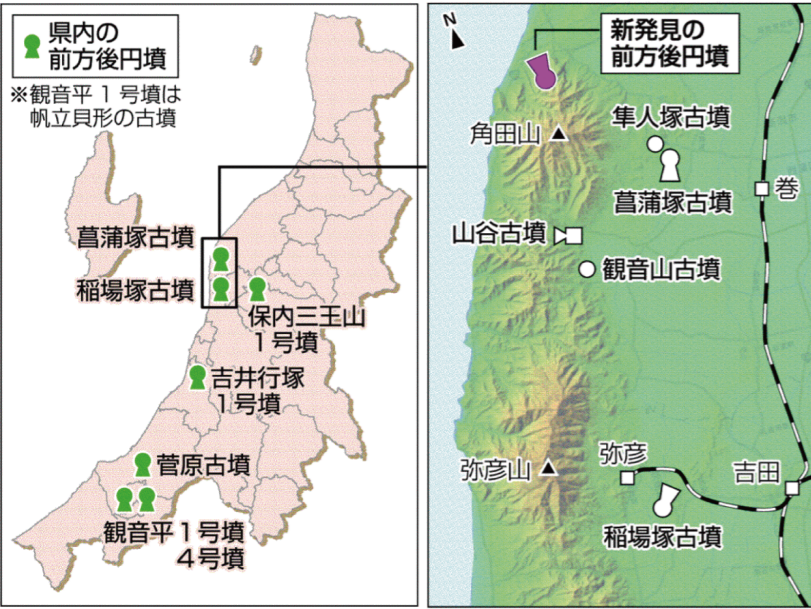 県内の
前方後円墳
※観音平1号墳は
帆立貝形の古墳
菖蒲塚古墳
稲場塚古墳
保内三王山
1号墳
吉井行塚
1号墳
菅原古墳
観音平1号墳
4号墳
N
新発見の
前方後円墳
角田山
隼人塚古墳
菖蒲塚古墳
巻
山谷古墳
観音山古墳
弥彦山
弥彦
吉田
稲場塚古墳